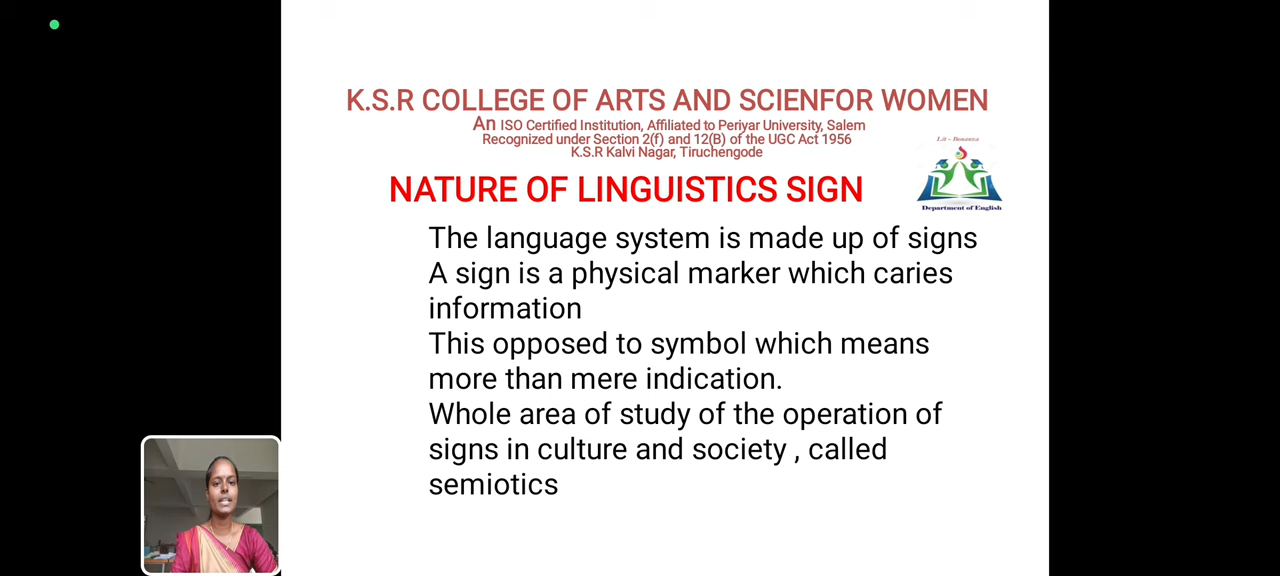 K.S.R COLLEGE OF ARTS AND SCIENFOR WOMEN
An ISO Certified Institution, Affiliated to Periyar University, Salem
Recognized under Section 2(f) and 12(B) of the UGC Act 1956
K.S.R Kalvi Nagar, Tiruchengode
Lit - Bonanza
NATURE OF LINGUISTICS SIGN
Department of English
The language system is made up of signs
A sign is a physical marker which caries
information
This opposed to symbol which means
more than mere indication.
Whole area of study of the operation of
signs in culture and society , called
semiotics